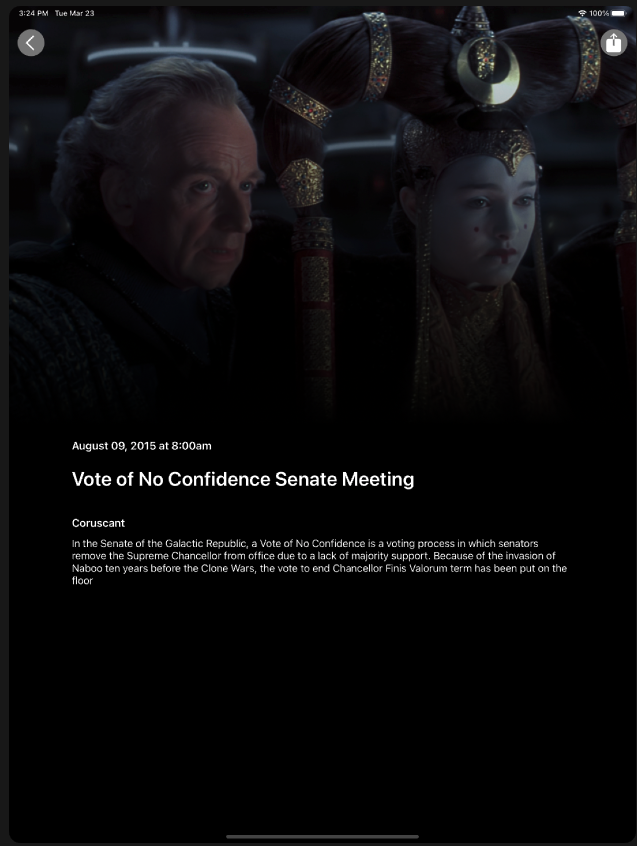 3:24 PM Tue Mar 23 100%
August 09, 2015 at 8:00am
Vote of No Confidence Senate Meeting
Coruscant
In the Senate of the Galactic Republic, a Vote of No Confidence is a voting process in which senators
remove the Supreme Chancellor from office due to a lack of majority support. Because of the invasion of
Naboo ten years before the Clone Wars, the vote to end Chancellor Finis Valorum term has been put on the
floor